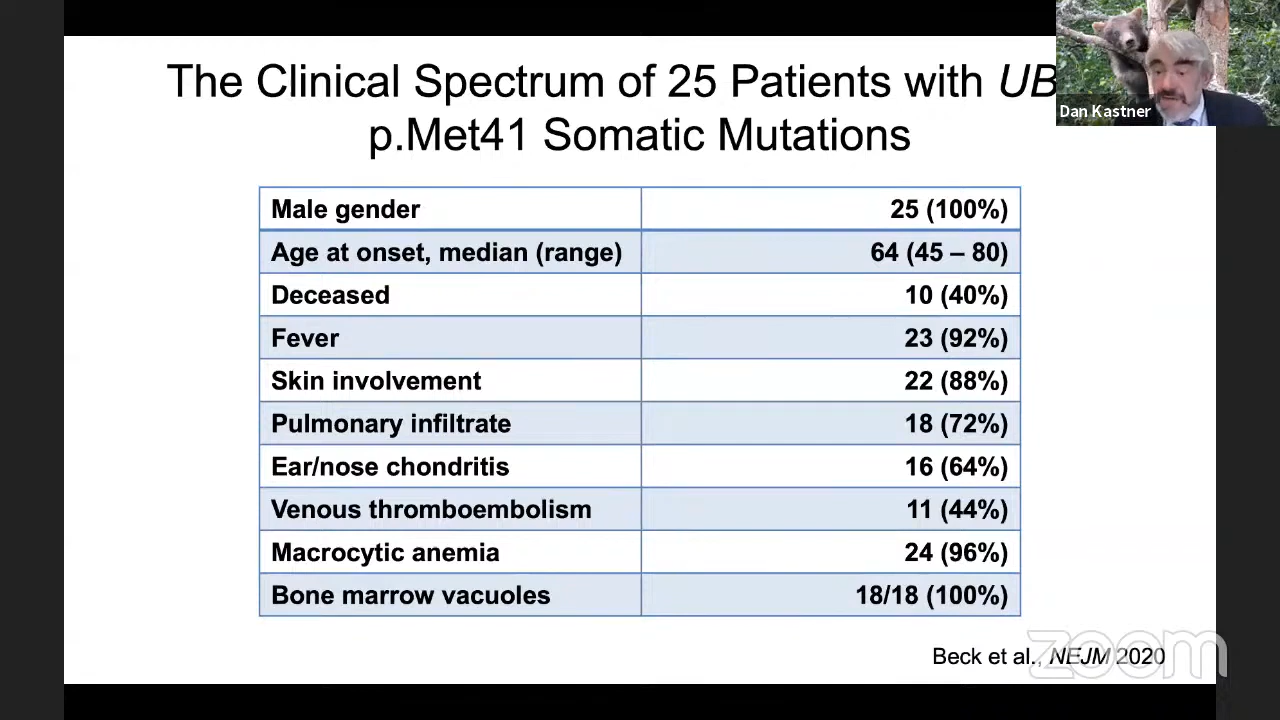 The Clinical Spectrum of 25 Patients with UB
p.Met41 Somatic Mutations
Dan Kastner
Male gender 25 (100%)
Age at onset, median (range) 64 (45 – 80)
Deceased 10 (40%)
Fever 23 (92%)
Skin involvement 22 (88%)
Pulmonary infiltrate 18 (72%)
Ear/nose chondritis 16 (64%)
Venous thromboembolism 11 (44%)
Macrocytic anemia 24 (96%)
Bone marrow vacuoles 18/18 (100%)
Beck et al., NEJM 2020
zoom